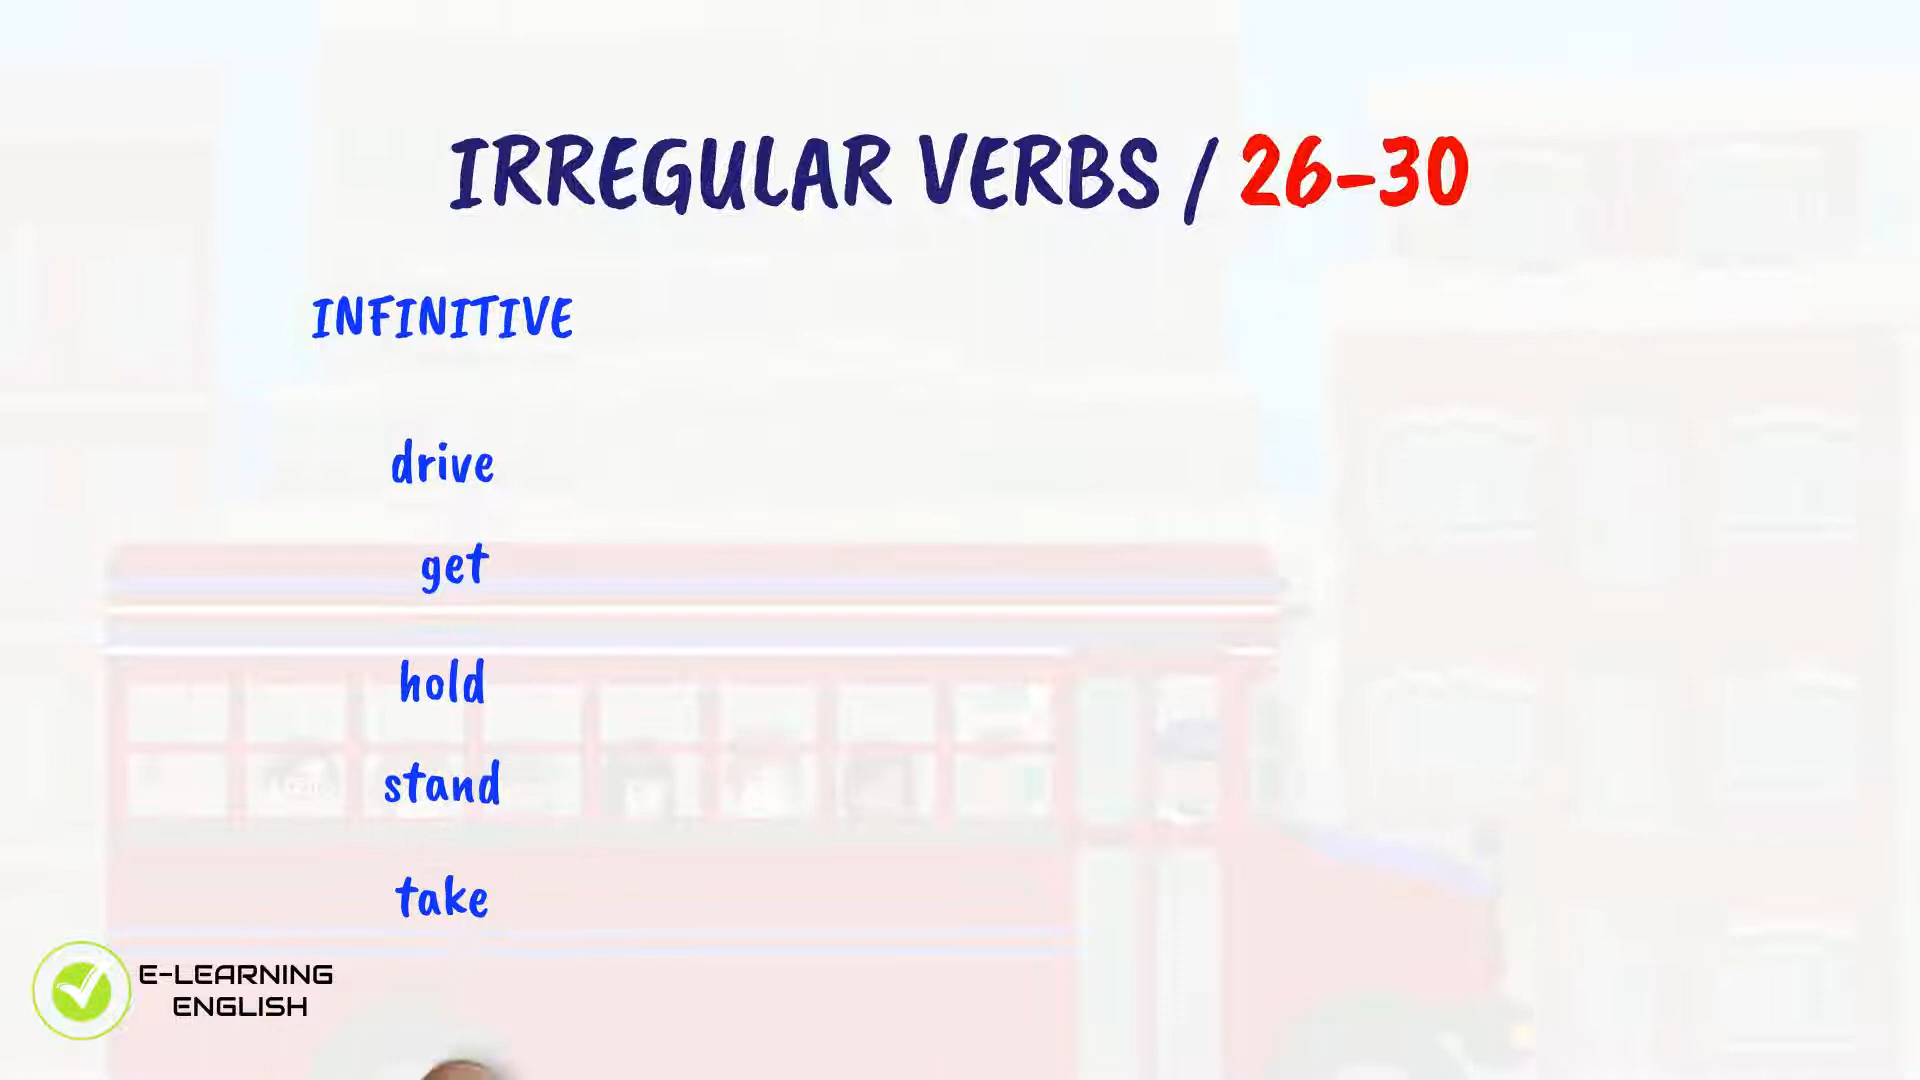 IRREGULAR VERBS / 26-30
INFINITIVE
drive
get
hold
stand
take
E-LEARNING
ENGLISH